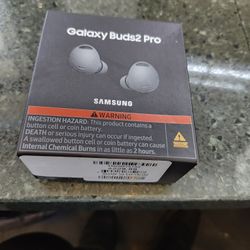 Galaxy Buds2 Pro
SAMSUNG
WARNING
INGESTION HAZARD: This product contains a
button cell or coin battery.
DEATH or serious injury can occur if ingested.
A swallowed button cell or coin battery can cause
Internal Chemical Burns in as little as 2 hours.